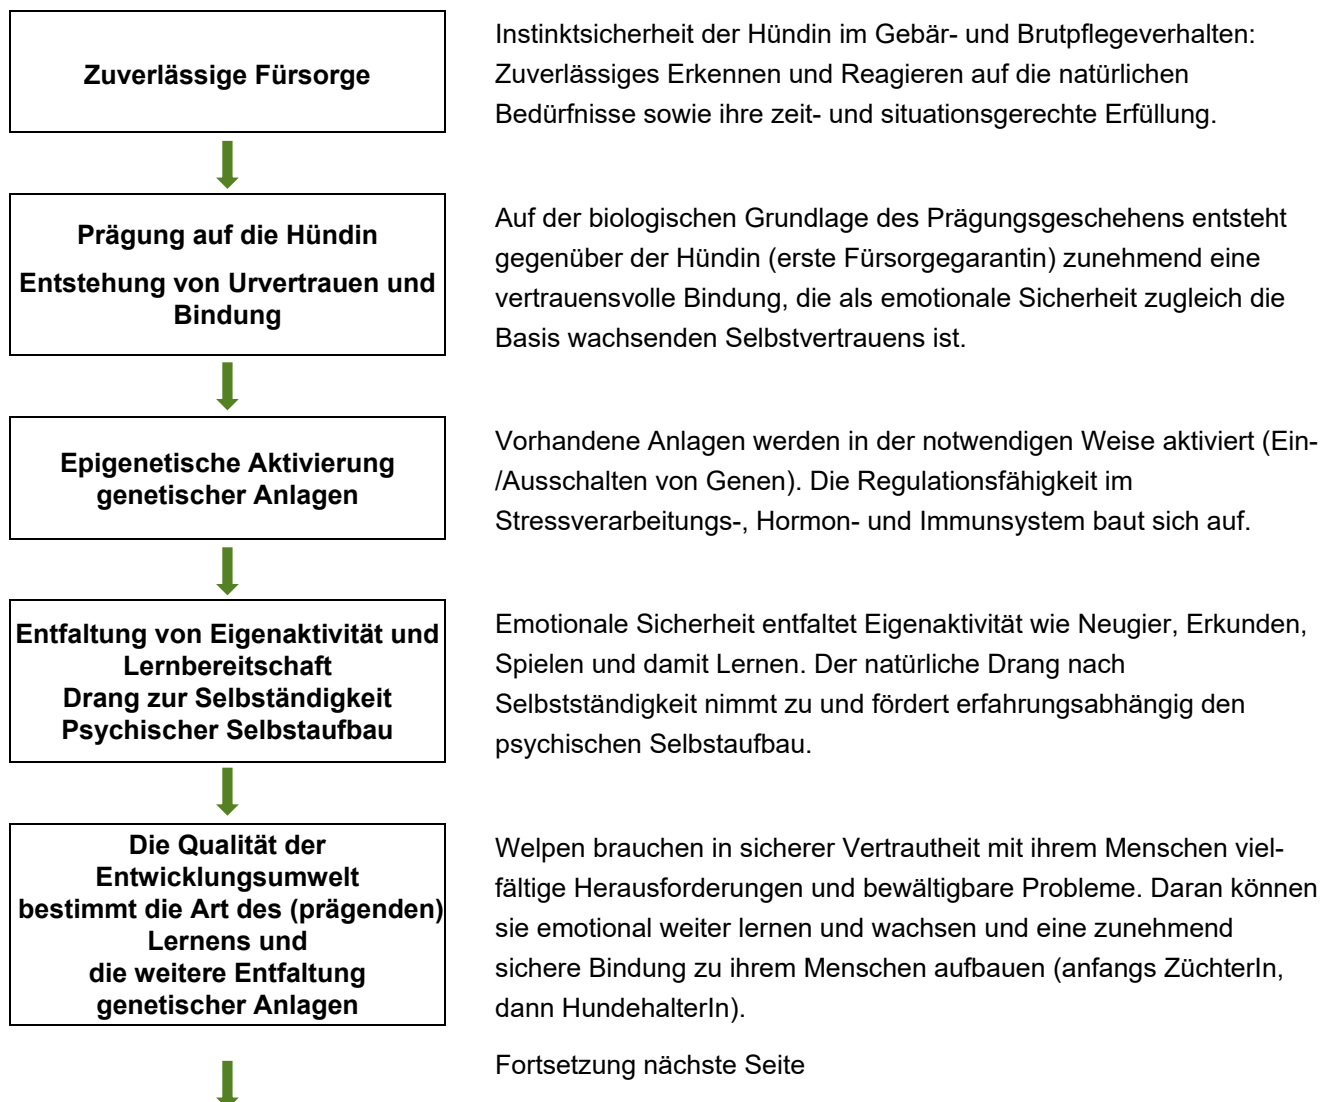 Zuverlässige Fürsorge
Instinktsicherheit der Hündin im Gebär- und Brutpflegeverhalten:
Zuverlässiges Erkennen und Reagieren auf die natürlichen
Bedürfnisse sowie ihre zeit- und situationsgerechte Erfüllung.
Prägung auf die Hündin
Entstehung von Urvertrauen und
Bindung
Auf der biologischen Grundlage des Prägungsgeschehens entsteht
gegenüber der Hündin (erste Fürsorgegarantin) zunehmend eine
vertrauensvolle Bindung, die als emotionale Sicherheit zugleich die
Basis wachsenden Selbstvertrauens ist.
Epigenetische Aktivierung
genetischer Anlagen
Vorhandene Anlagen werden in der notwendigen Weise aktiviert (Ein-
/Ausschalten von Genen). Die Regulationsfähigkeit im
Stressverarbeitungs-, Hormon- und Immunsystem baut sich auf.
Entfaltung von Eigenaktivität und
Lernbereitschaft
Drang zur Selbständigkeit
Psychischer Selbstaufbau
Emotionale Sicherheit entfaltet Eigenaktivität wie Neugier, Erkunden,
Spielen und damit Lernen. Der natürliche Drang nach
Selbstständigkeit nimmt zu und fördert erfahrungsabhängig den
psychischen Selbstaufbau.
Die Qualität der
Entwicklungsumwelt
bestimmt die Art des (prägenden)
Lernens und
die weitere Entfaltung
genetischer Anlagen
Welpen brauchen in sicherer Vertrautheit mit ihrem Menschen viel-
fältige Herausforderungen und bewältigbare Probleme. Daran können
sie emotional weiter lernen und wachsen und eine zunehmend
sichere Bindung zu ihrem Menschen aufbauen (anfangs ZüchterIn,
dann HundehalterIn).
Fortsetzung nächste Seite